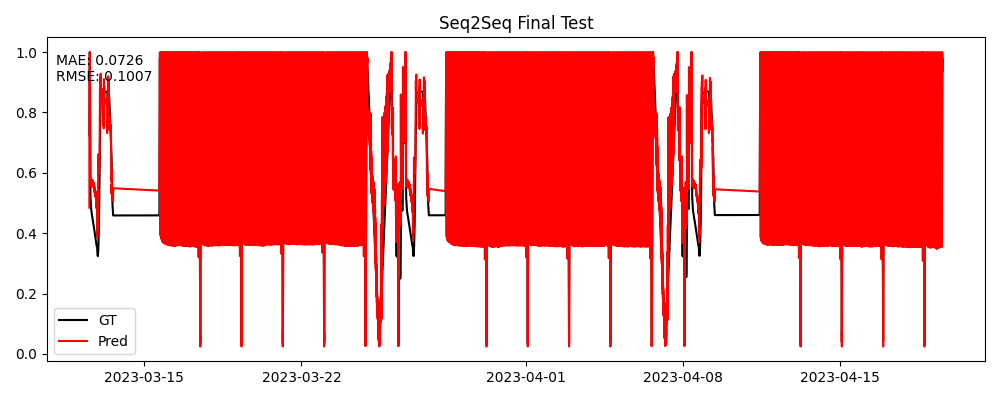 Seq2Seq Final Test
MAE: 0.0726
RMSE: 0.1007
1.0
0.8
0.6
0.4
0.2
0.0
GT
Pred
2023-03-15
2023-03-22
2023-04-01
2023-04-08
2023-04-15